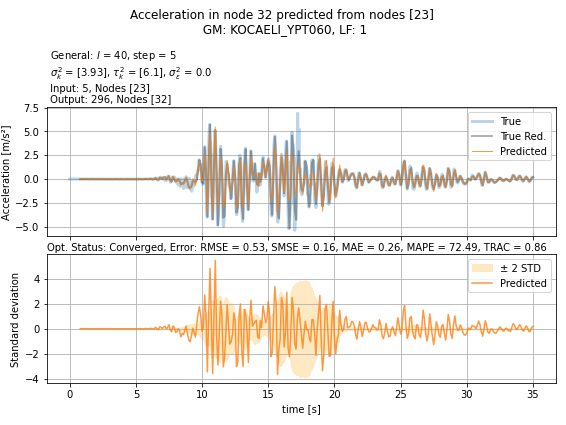 Acceleration in node 32 predicted from nodes [23]
GM: KOCAELI_YPT060, LF: 1
General: l = 40, step = 5
σ²ₖ = [3.93], τ²ₖ = [6.1], σ²ε = 0.0
Input: 5, Nodes [23]
Output: 296, Nodes [32]
Acceleration [m/s²]
7.5
5.0
2.5
0.0
−2.5
−5.0
True
True Red.
Predicted
Opt. Status: Converged, Error: RMSE = 0.53, SMSE = 0.16, MAE = 0.26, MAPE = 72.49, TRAC = 0.86
Standard deviation
4
2
0
−2
−4
± 2 STD
Predicted
0 5 10 15 20 25 30 35
time [s]